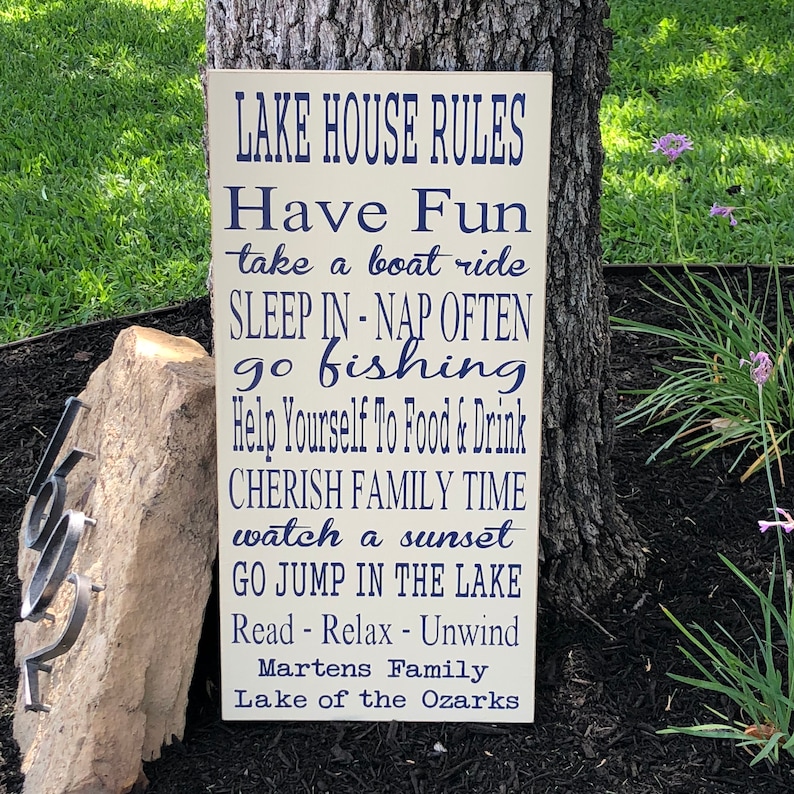 LAKE HOUSE RULES
Have Fun
take a boat ride
SLEEP IN - NAP OFTEN
go fishing
Help Yourself To Food & Drink
CHERISH FAMILY TIME
watch a sunset
GO JUMP IN THE LAKE
Read - Relax - Unwind
Martens Family
Lake of the Ozarks